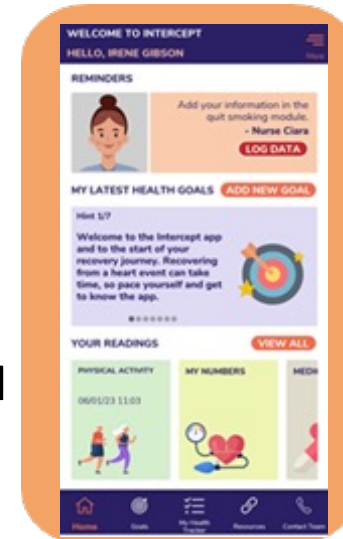 WELCOME TO INTERCEPT
HELLO, IRENE GIBSON
More
REMINDERS
Add your information in the
quit smoking module.
- Nurse Ciara
LOG DATA
MY LATEST HEALTH GOALS
ADD NEW GOAL
Hint 1/7
Welcome to the Intercept app
and to the start of your
recovery journey. Recovering
from a heart event can take
time, so pace yourself and get
to know the app.
YOUR READINGS
VIEW ALL
PHYSICAL ACTIVITY
MY NUMBERS
MEDI
06/01/23 11:03
Home
Goals
My Health
Tracker
Resources
Contact Team